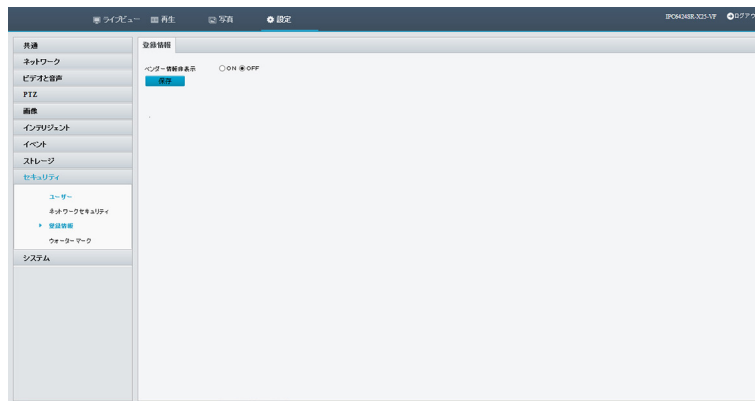 ライブビュー 再生 写真 設定 IPC6424SR-X25-VF ログアウ
共通 登録情報
ネットワーク
ベンダー情報非表示 ON OFF
ビデオと音声 保存
PTZ
画像
インテリジェント
イベント
ストレージ
セキュリティ
ユーザー
ネットワークセキュリティ
登録情報
ウォーターマーク
システム